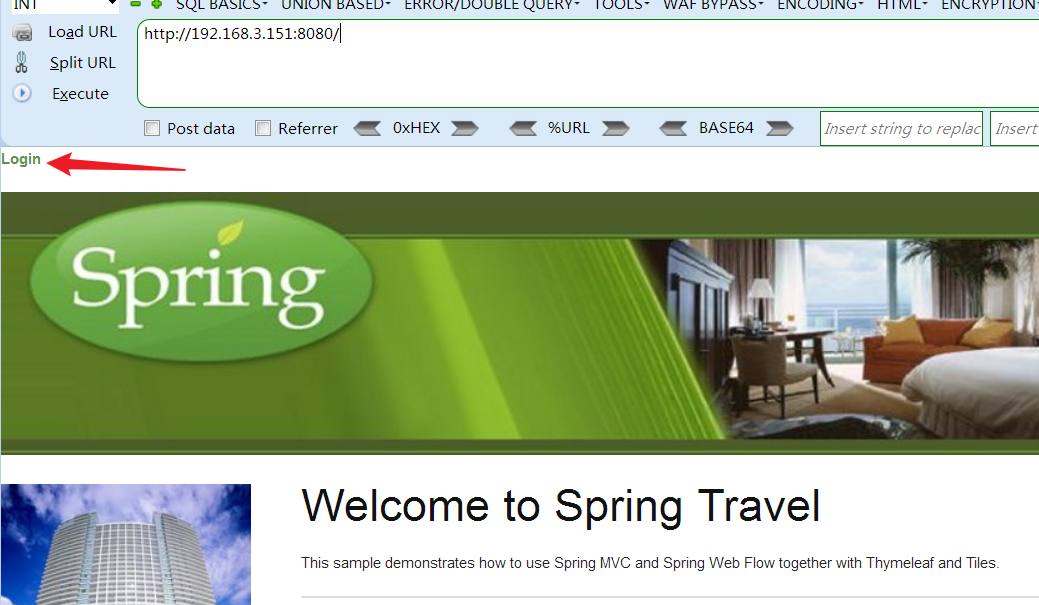 INT SQL BASICS UNION BASED ERROR/DOUBLE QUERY TOOLS WAF BYPASS ENCODING HTML ENCRYPTION
Load URL
http://192.168.3.151:8080/
Split URL
Execute
Post data Referrer 0xHEX %URL BASE64 Insert string to replac Insert
Login
Spring
Welcome to Spring Travel
This sample demonstrates how to use Spring MVC and Spring Web Flow together with Thymeleaf and Tiles.